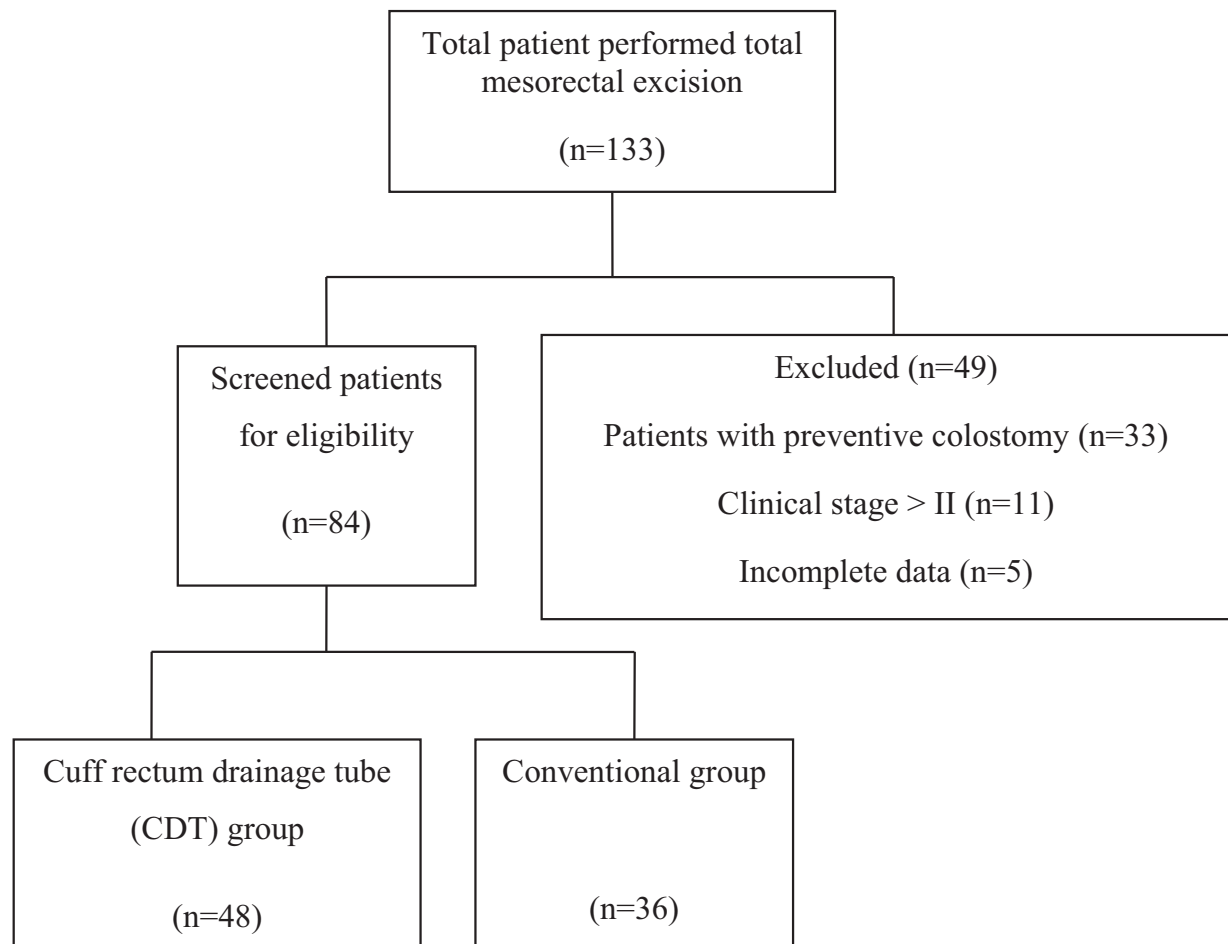 Total patient performed total
mesorectal excision
(n=133)
Screened patients
for eligibility
(n=84)
Excluded (n=49)
Patients with preventive colostomy (n=33)
Clinical stage > II (n=11)
Incomplete data (n=5)
Cuff rectum drainage tube
(CDT) group
(n=48)
Conventional group
(n=36)